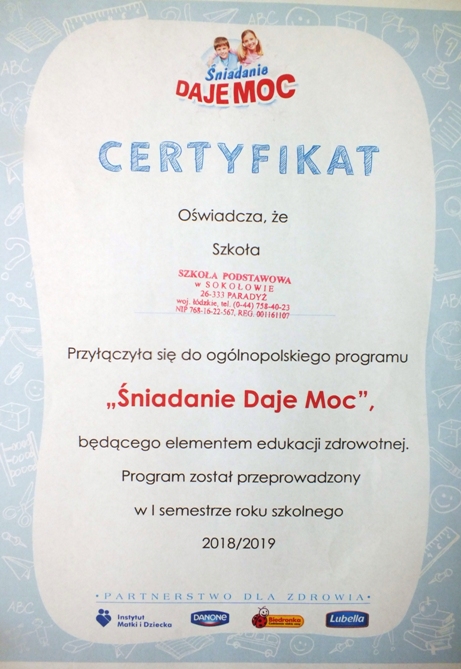 Śniadanie
DAJE MOC
CERTYFIKAT
Oświadcza, że
Szkoła
SZKOŁA PODSTAWOWA
w SOKOŁOWIE
26-333 PARADYŻ
woj. łódzkie, tel. (0-44) 758-40-23
NIP 768-16-22-567, REG. 001161107
Przyłączyła się do ogólnopolskiego programu
„Śniadanie Daje Moc”,
będącego elementem edukacji zdrowotnej.
Program został przeprowadzony
w I semestrze roku szkolnego
2018/2019
•PARTNERSTWO DLA ZDROWIA•
Instytut
Matki i Dziecka
DANONE
Biedronka
Lubella